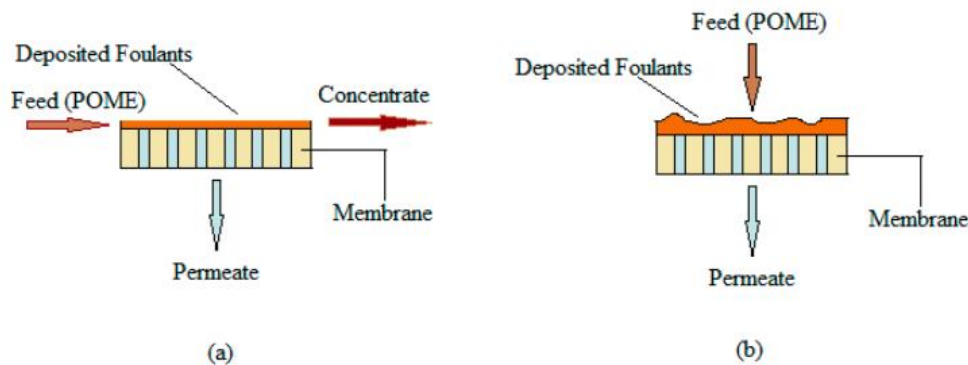 Deposited Foulants
Feed (POME)
Concentrate
Membrane
Permeate
(a)
Feed (POME)
Deposited Foulants
Membrane
Permeate
(b)